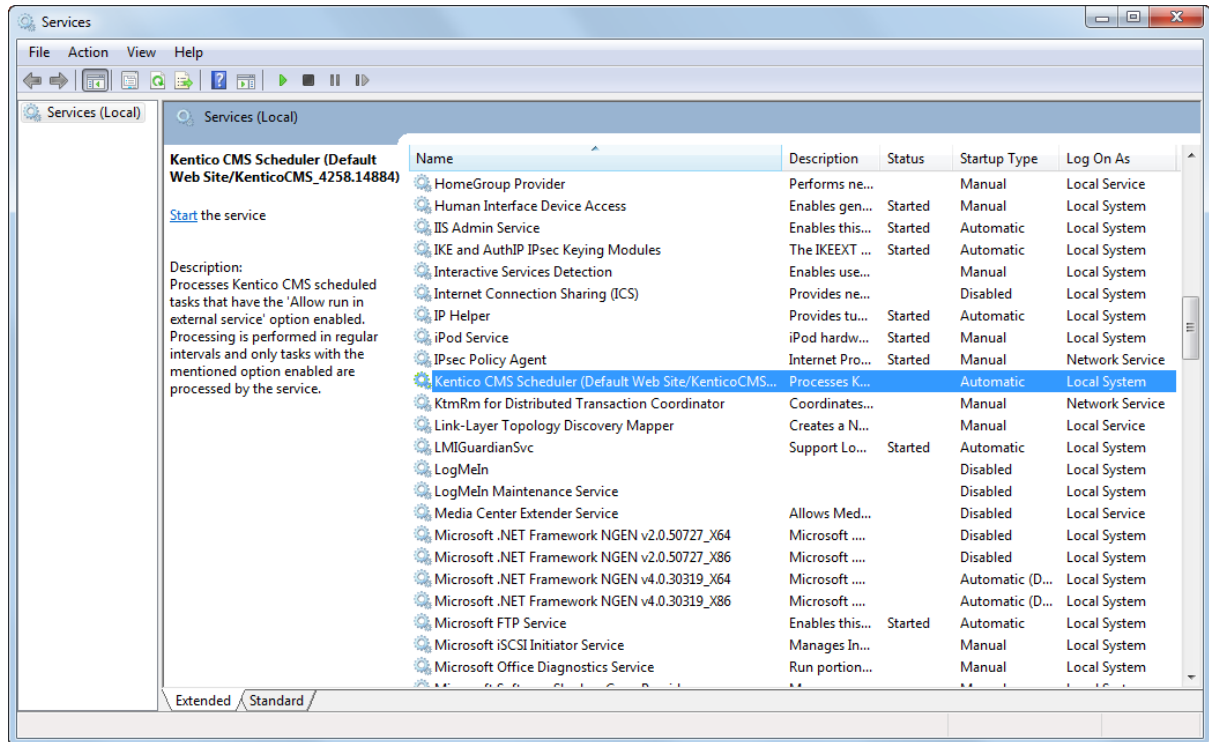 Services
File Action View Help
Services (Local)
Services (Local)
Kentico CMS Scheduler (Default
Web Site/KenticoCMS_4258.14884)
Start the service
Description:
Processes Kentico CMS scheduled
tasks that have the 'Allow run in
external service' option enabled.
Processing is performed in regular
intervals and only tasks with the
mentioned option enabled are
processed by the service.
Name Description Status Startup Type Log On As
HomeGroup Provider Performs ne... Manual Local Service
Human Interface Device Access Enables gen... Started Manual Local System
IIS Admin Service Enables this... Started Automatic Local System
IKE and AuthIP IPsec Keying Modules The IKEEXT ... Started Automatic Local System
Interactive Services Detection Enables use... Manual Local System
Internet Connection Sharing (ICS) Provides ne... Disabled Local System
IP Helper Provides tu... Started Automatic Local System
iPod Service iPod hardw... Started Manual Local System
IPsec Policy Agent Internet Pro... Started Manual Network Service
Kentico CMS Scheduler (Default Web Site/KenticoCMS... Processes K... Automatic Local System
KtmRm for Distributed Transaction Coordinator Coordinates... Manual Network Service
Link-Layer Topology Discovery Mapper Creates a N... Manual Local Service
LMIGuardianSvc Support Lo... Started Automatic Local System
LogMeIn Disabled Local System
LogMeIn Maintenance Service Disabled Local System
Media Center Extender Service Allows Med... Disabled Local Service
Microsoft .NET Framework NGEN v2.0.50727_X64 Microsoft .... Disabled Local System
Microsoft .NET Framework NGEN v2.0.50727_X86 Microsoft .... Disabled Local System
Microsoft .NET Framework NGEN v4.0.30319_X64 Microsoft .... Automatic (D... Local System
Microsoft .NET Framework NGEN v4.0.30319_X86 Microsoft .... Automatic (D... Local System
Microsoft FTP Service Enables this... Started Automatic Local System
Microsoft iSCSI Initiator Service Manages In... Manual Local System
Microsoft Office Diagnostics Service Run portion... Manual Local System
Extended Standard